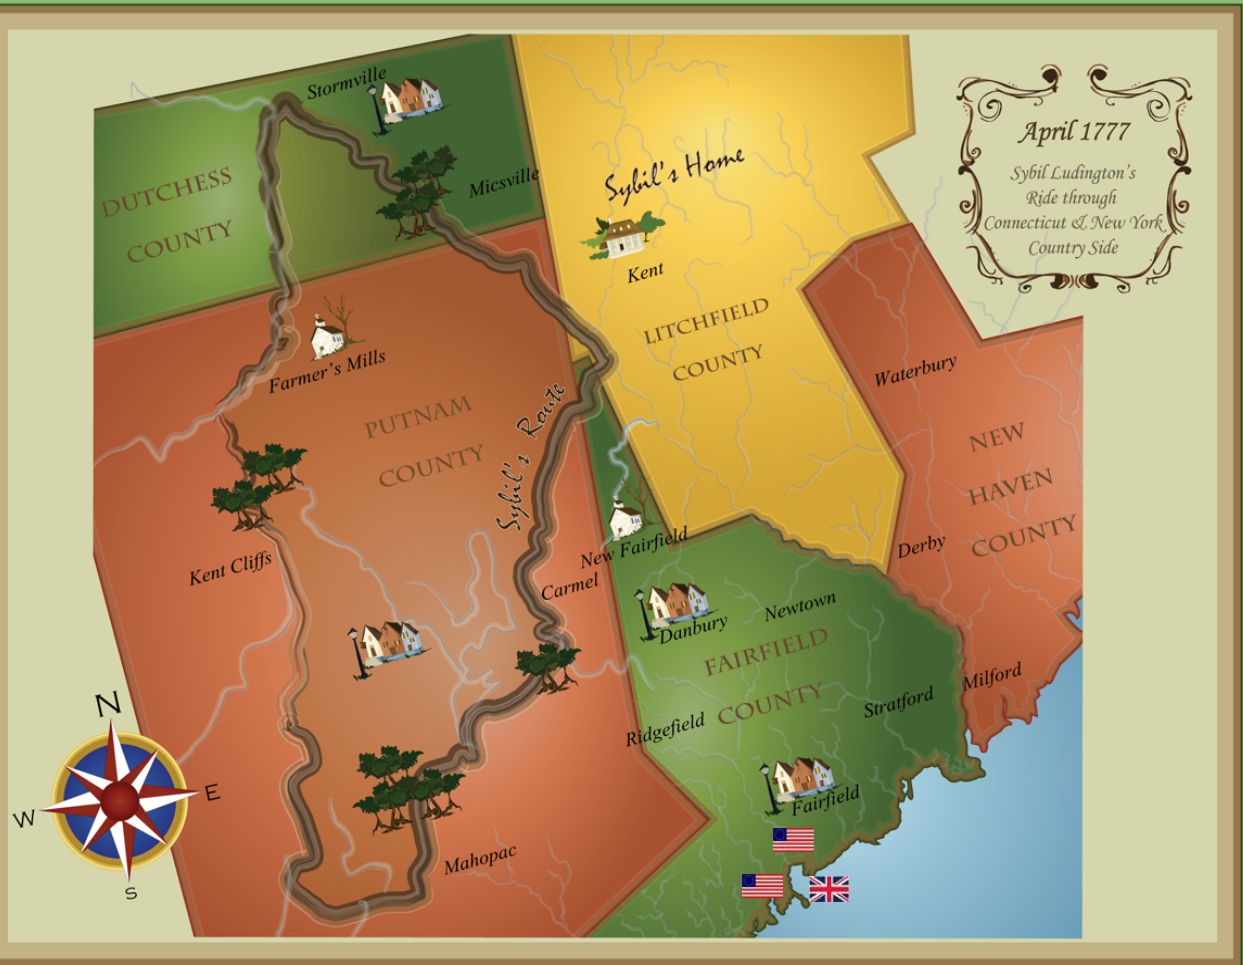 April 1777
Sybil Ludington's
Ride through
Connecticut & New York
Country Side
Stormville
DUTCHESS
COUNTY
Micsville
Sybil's Home
Kent
LITCHFIELD
COUNTY
Farmer's Mills
PUTNAM
COUNTY
Sybil's Route
Waterbury
NEW
HAVEN
COUNTY
Kent Cliffs
New Fairfield
Carmel
Derby
Danbury
Newtown
FAIRFIELD
COUNTY
Ridgefield
Stratford
Milford
Fairfield
Mahopac
N
W
E
S